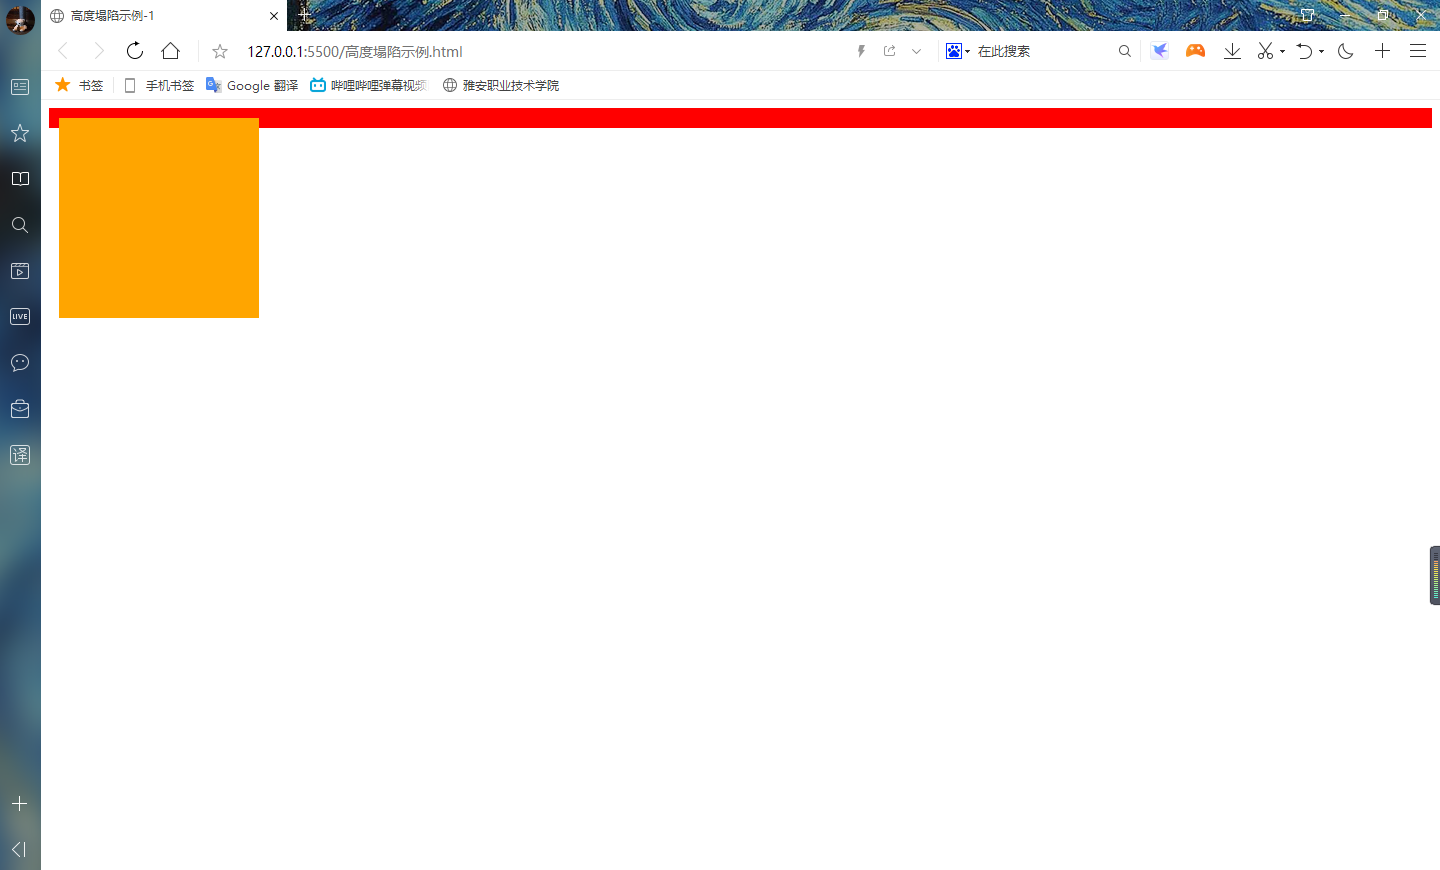 高度塌陷示例-1
127.0.0.1:5500/高度塌陷示例.html
在此搜索
书签
手机书签
Google 翻译
哔哩哔哩弹幕视频
雅安职业技术学院
LIVE
译